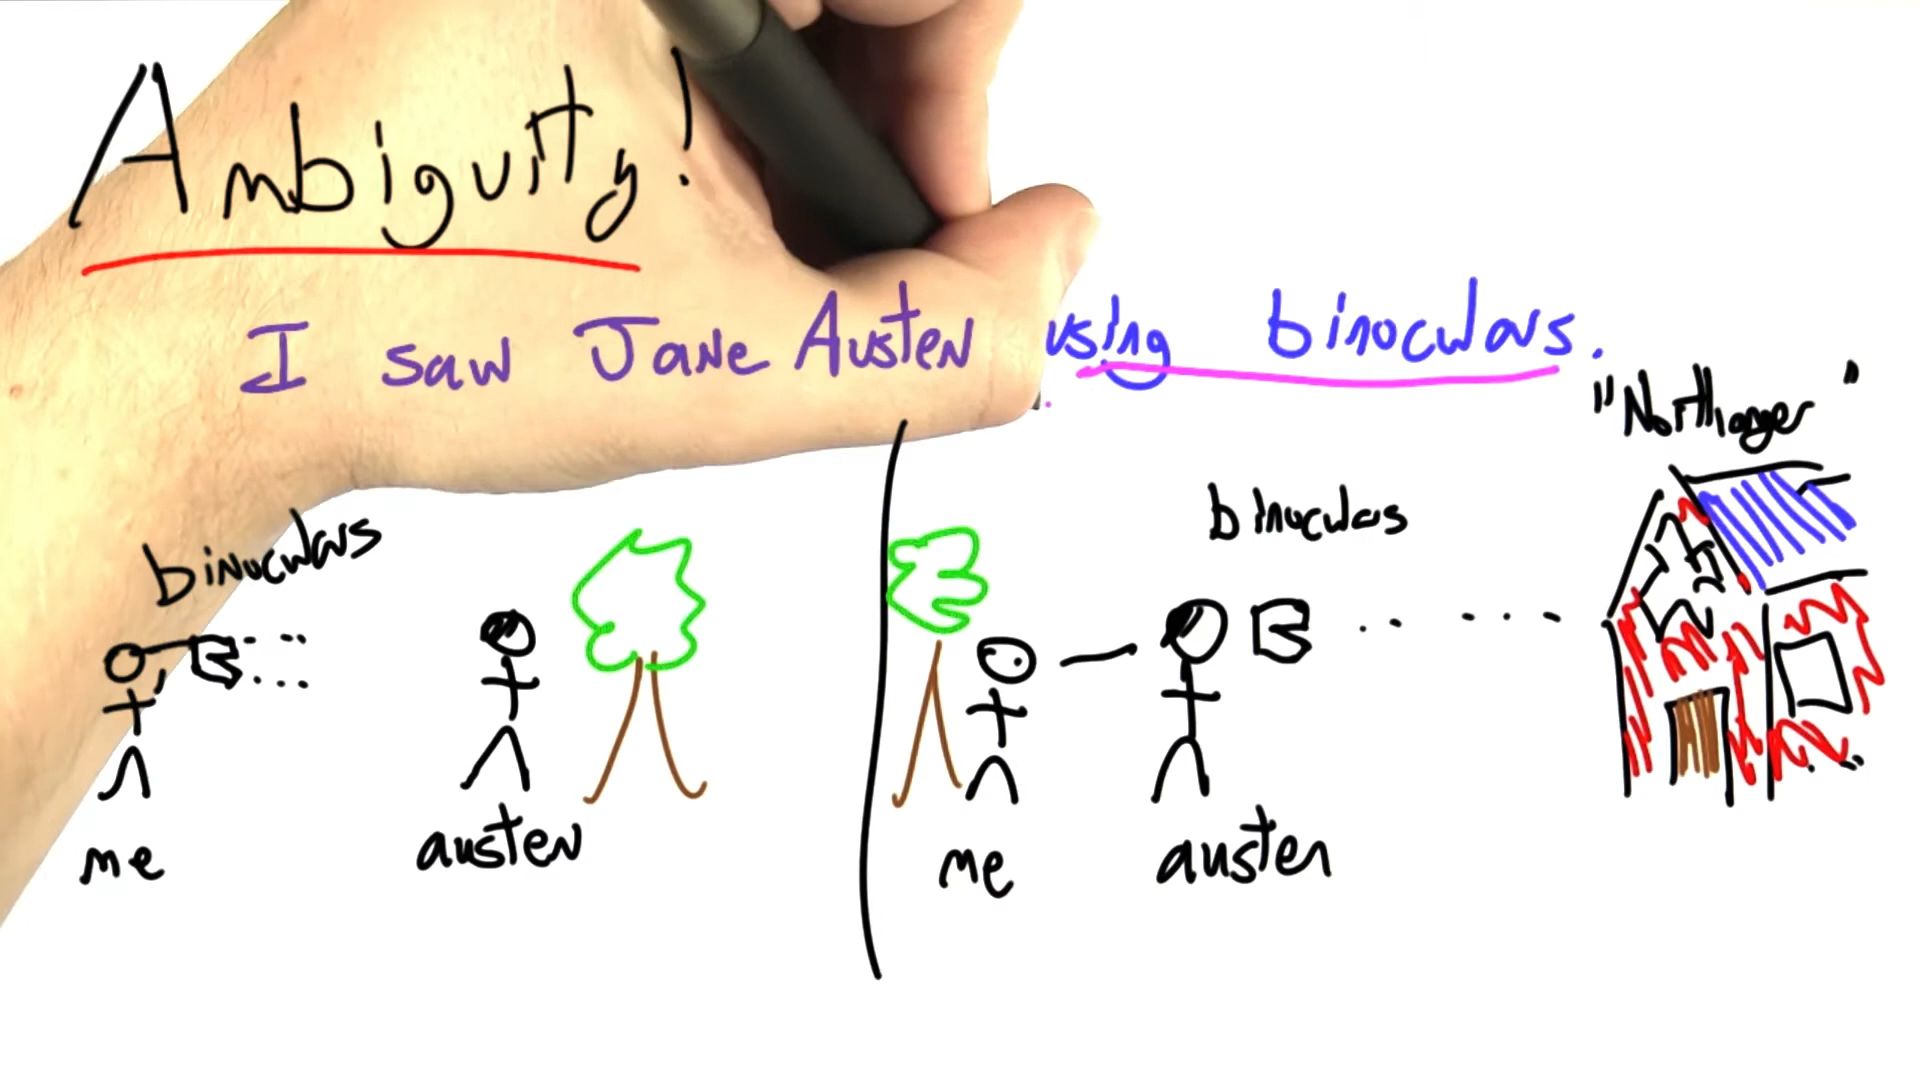 Ambiguity!
I saw Jane Austen using binoculars.
"Northanger"
binoculars
binoculars
me
austen
me
austen